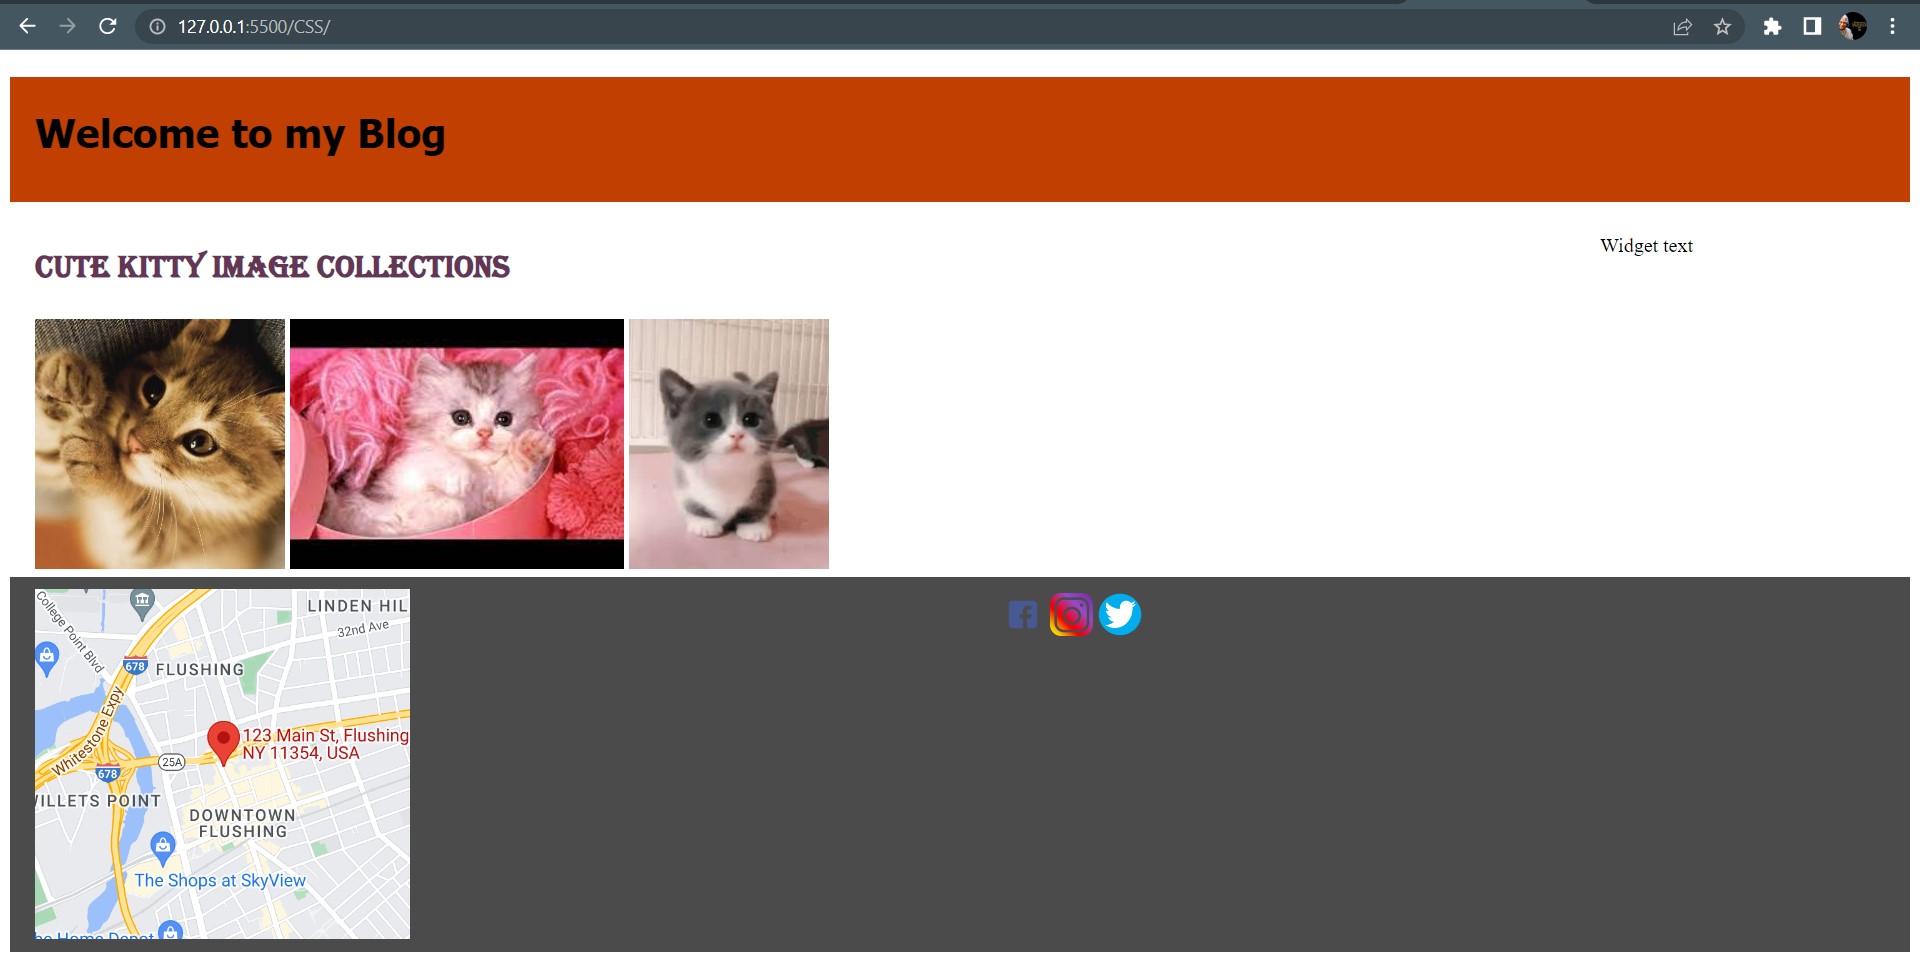 127.0.0.1:5500/CSS/
Welcome to my Blog
CUTE KITTY IMAGE COLLECTIONS
Widget text
College Point Blvd
LINDEN HIL
32nd Ave
678
FLUSHING
Whitestone Expy
123 Main St, Flushing
NY 11354, USA
25A
678
WILLETS POINT
DOWNTOWN
FLUSHING
The Shops at SkyView
he Home Depot